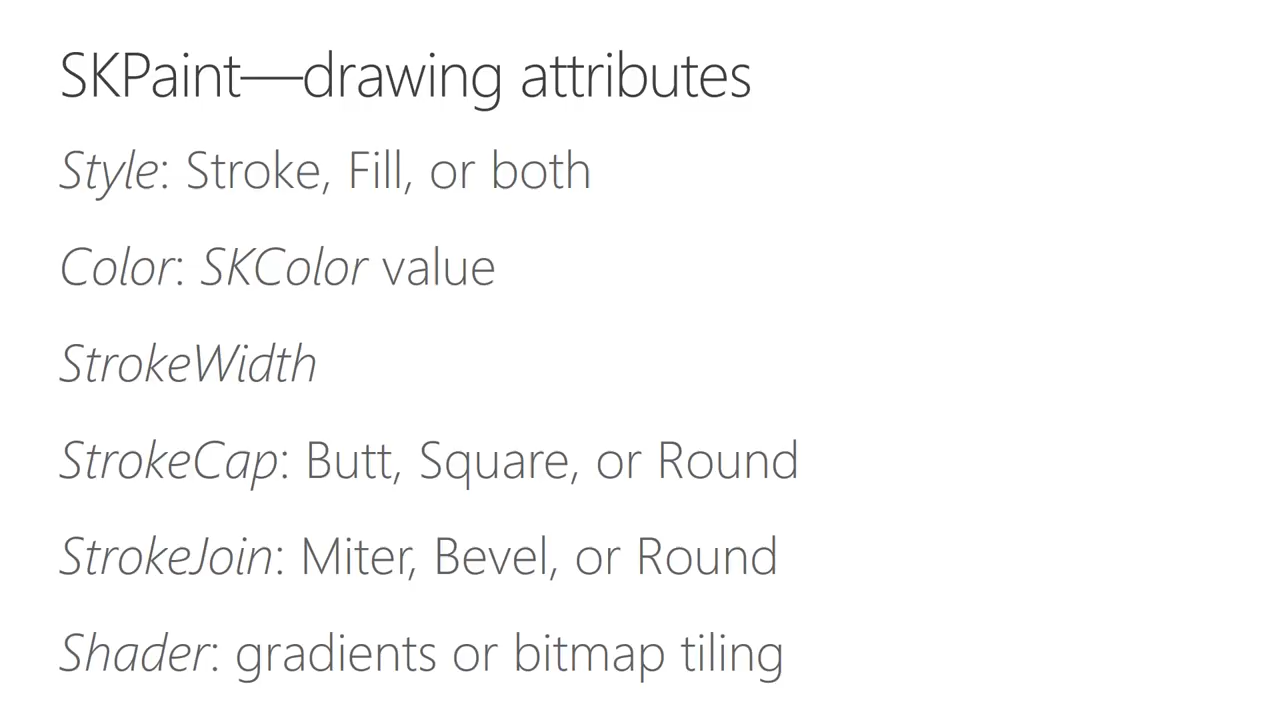 SKPaint—drawing attributes
Style: Stroke, Fill, or both
Color: SKColor value
StrokeWidth
StrokeCap: Butt, Square, or Round
StrokeJoin: Miter, Bevel, or Round
Shader: gradients or bitmap tiling